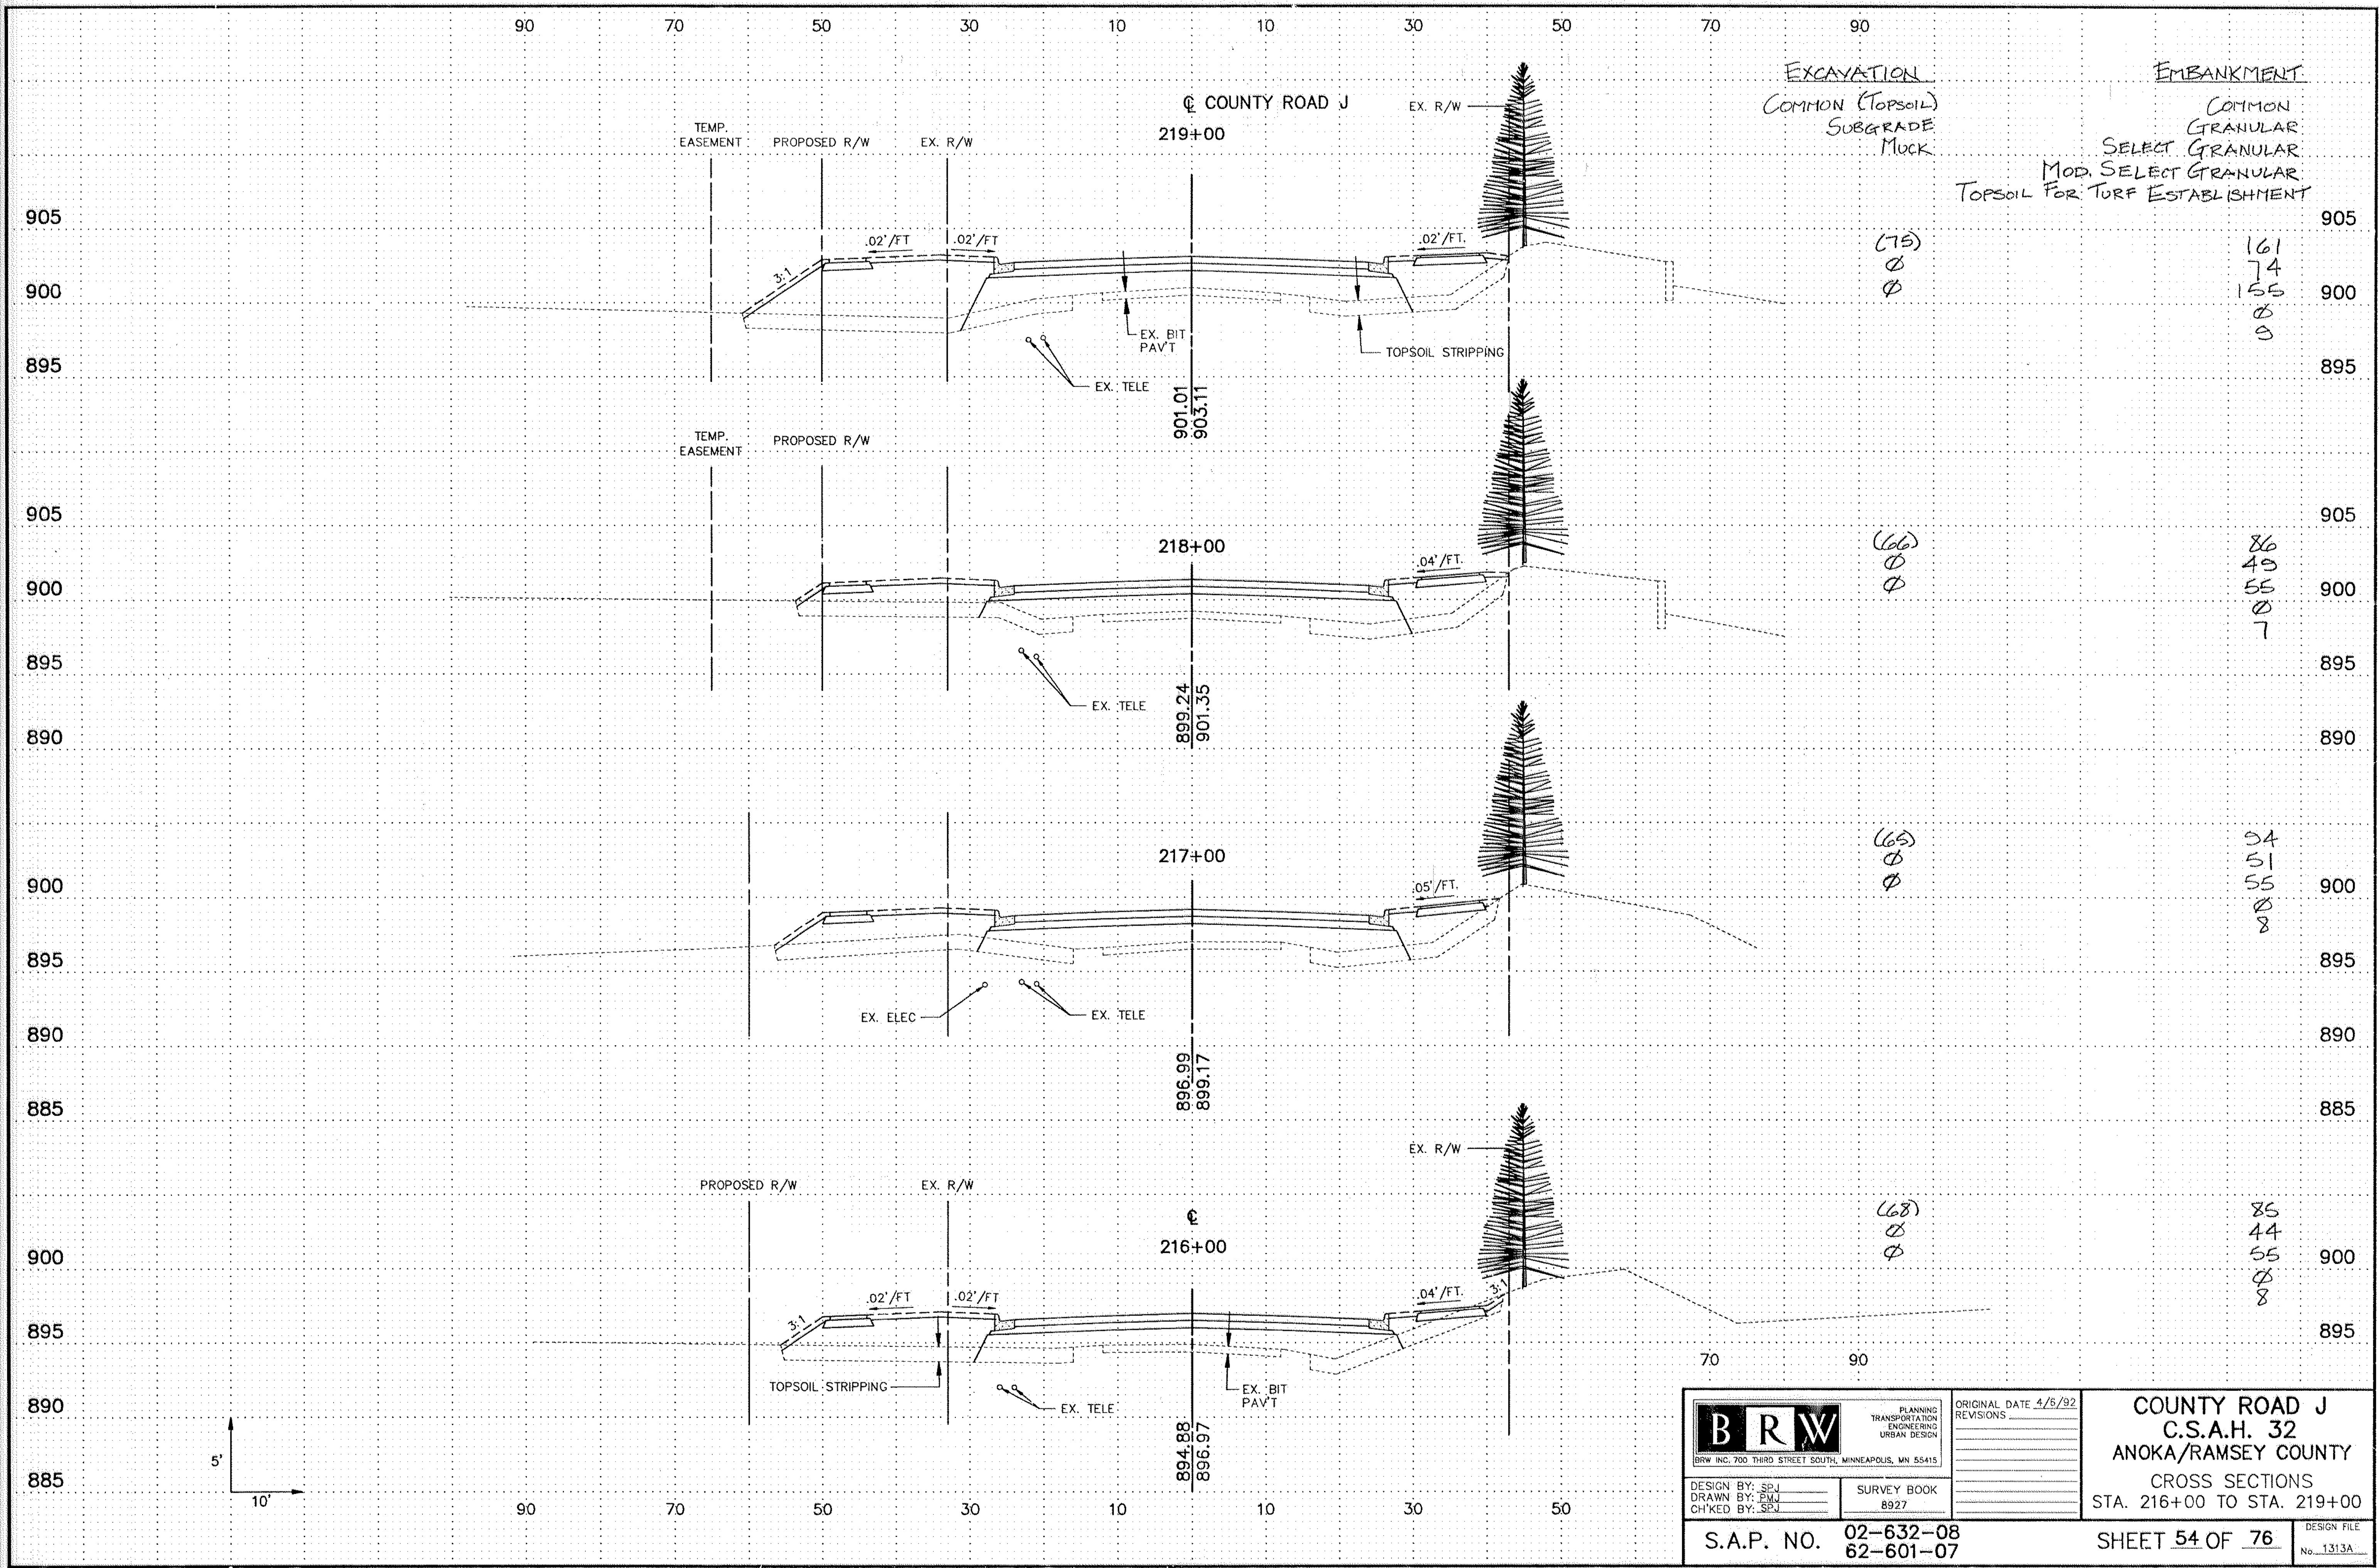 90 70 50 30 10 10 30 50 70 90
EXCAVATION
COMMON (TOPSOIL)
SUBGRADE
MUCK
EMBANKMENT
COMMON
GRANULAR
SELECT GRANULAR
MOD. SELECT GRANULAR
TOPSOIL FOR TURF ESTABLISHMENT
℄ COUNTY ROAD J
219+00
EX. R/W
TEMP.
EASEMENT
PROPOSED R/W
EX. R/W
905 905
.02'/FT .02'/FT .02'/FT.
3:1
(75)
Ø
Ø
161
74
155
Ø
9
900 900
EX. BIT
PAV'T
TOPSOIL STRIPPING
895 895
EX. TELE
901.01
903.11
TEMP.
EASEMENT
PROPOSED R/W
905 905
218+00
.04'/FT.
(66)
Ø
Ø
86
49
55
Ø
7
900 900
895 895
EX. TELE
899.24
901.35
890 890
217+00
.05'/FT.
(65)
Ø
Ø
94
51
55
Ø
8
900 900
895 895
EX. ELEC
EX. TELE
890 890
896.99
899.17
885 885
EX. R/W
PROPOSED R/W
EX. R/W
℄
216+00
(68)
Ø
Ø
85
44
55
Ø
8
900 900
.02'/FT .02'/FT .04'/FT. 3:1
3:1
895 895
TOPSOIL STRIPPING
EX. TELE
EX. BIT
PAV'T
890
894.88
896.97
885
5'
10'
70 90
90 70 50 30 10 10 30 50
BRW
PLANNING
TRANSPORTATION
ENGINEERING
URBAN DESIGN
BRW INC. 700 THIRD STREET SOUTH, MINNEAPOLIS, MN 55415
ORIGINAL DATE 4/6/92
REVISIONS
DESIGN BY: SPJ
DRAWN BY: PMJ
CH'KED BY: SPJ
SURVEY BOOK
8927
COUNTY ROAD J
C.S.A.H. 32
ANOKA/RAMSEY COUNTY
CROSS SECTIONS
STA. 216+00 TO STA. 219+00
S.A.P. NO. 02-632-08
62-601-07
SHEET 54 OF 76
DESIGN FILE
No. 1313A